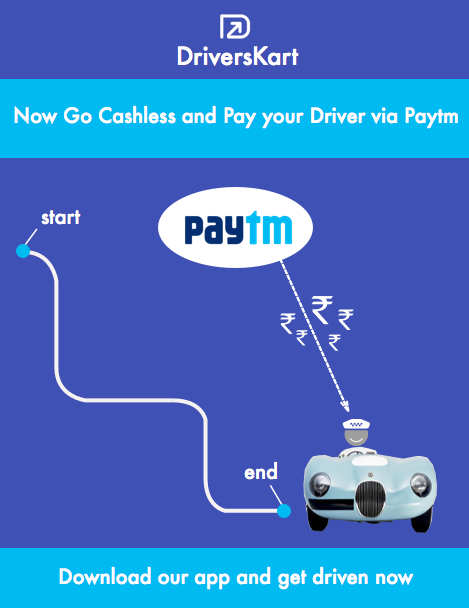 DriversKart
Now Go Cashless and Pay your Driver via Paytm
start
paytm
₹ ₹ ₹ ₹ ₹
end
Download our app and get driven now